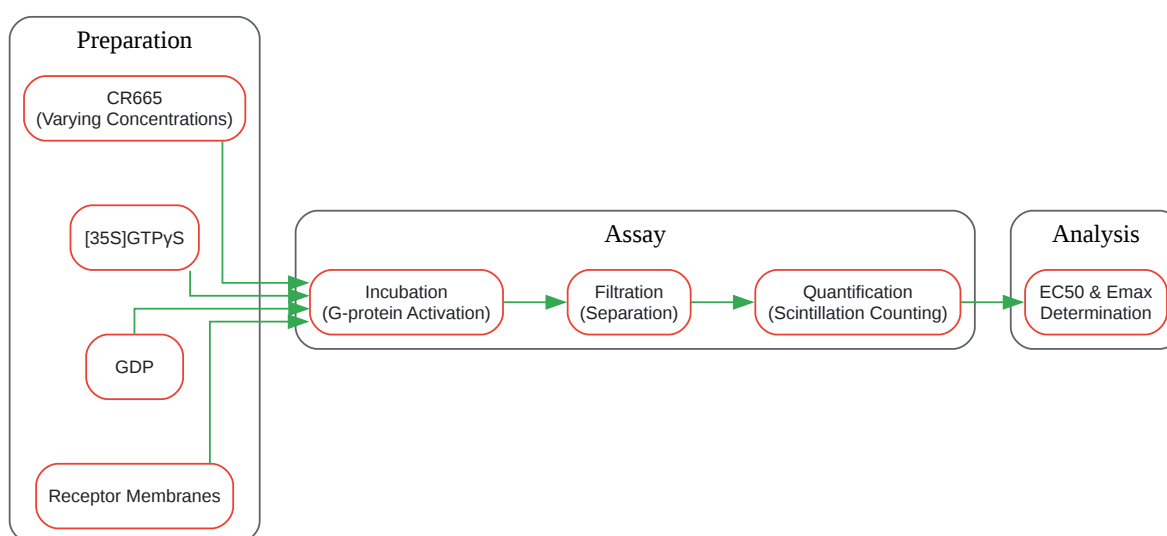 Preparation
CR665
(Varying Concentrations)
[35S]GTPγS
GDP
Receptor Membranes
Assay
Incubation
(G-protein Activation)
Filtration
(Separation)
Quantification
(Scintillation Counting)
Analysis
EC50 & Emax
Determination